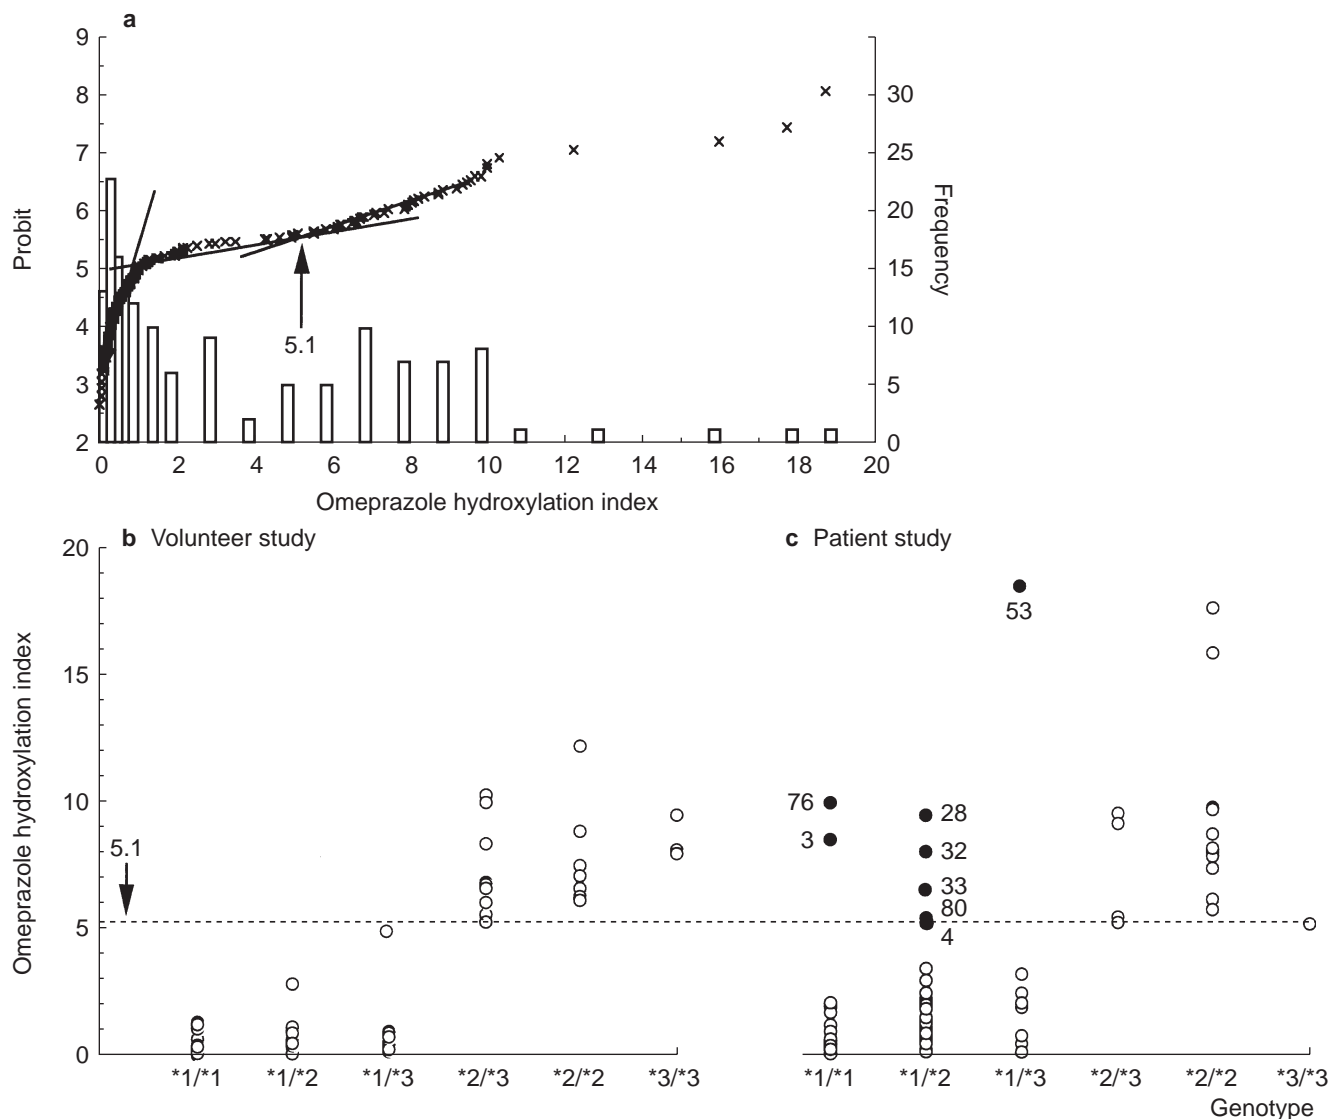 a
9
8
7
6
5
4
3
2
Probit
30
25
20
15
10
5
0
Frequency
5.1
0 2 4 6 8 10 12 14 16 18 20
Omeprazole hydroxylation index
b Volunteer study
c Patient study
20
15
10
5
0
Omeprazole hydroxylation index
5.1
53
76
3
28
32
33
80
4
*1/*1 *1/*2 *1/*3 *2/*3 *2/*2 *3/*3
*1/*1 *1/*2 *1/*3 *2/*3 *2/*2 *3/*3
Genotype